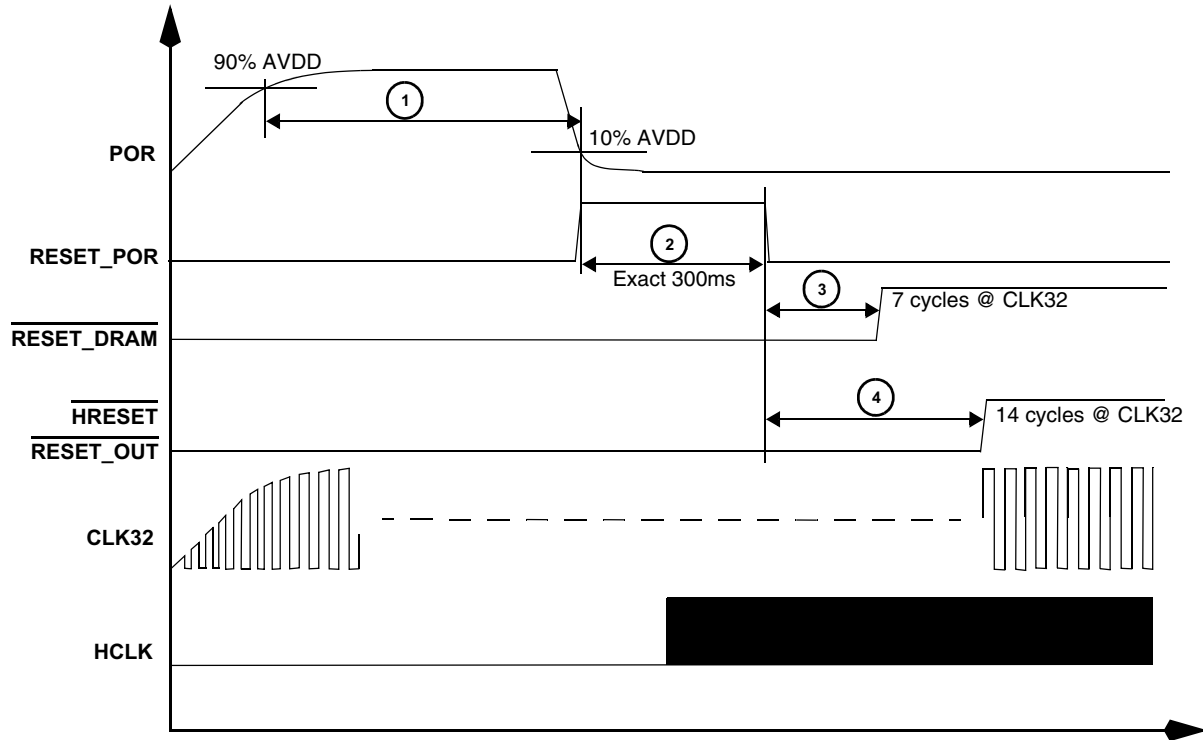 90% AVDD
1
10% AVDD
POR
2
RESET_POR
Exact 300ms
3
7 cycles @ CLK32
RESET_DRAM
4
HRESET
14 cycles @ CLK32
RESET_OUT
CLK32
HCLK